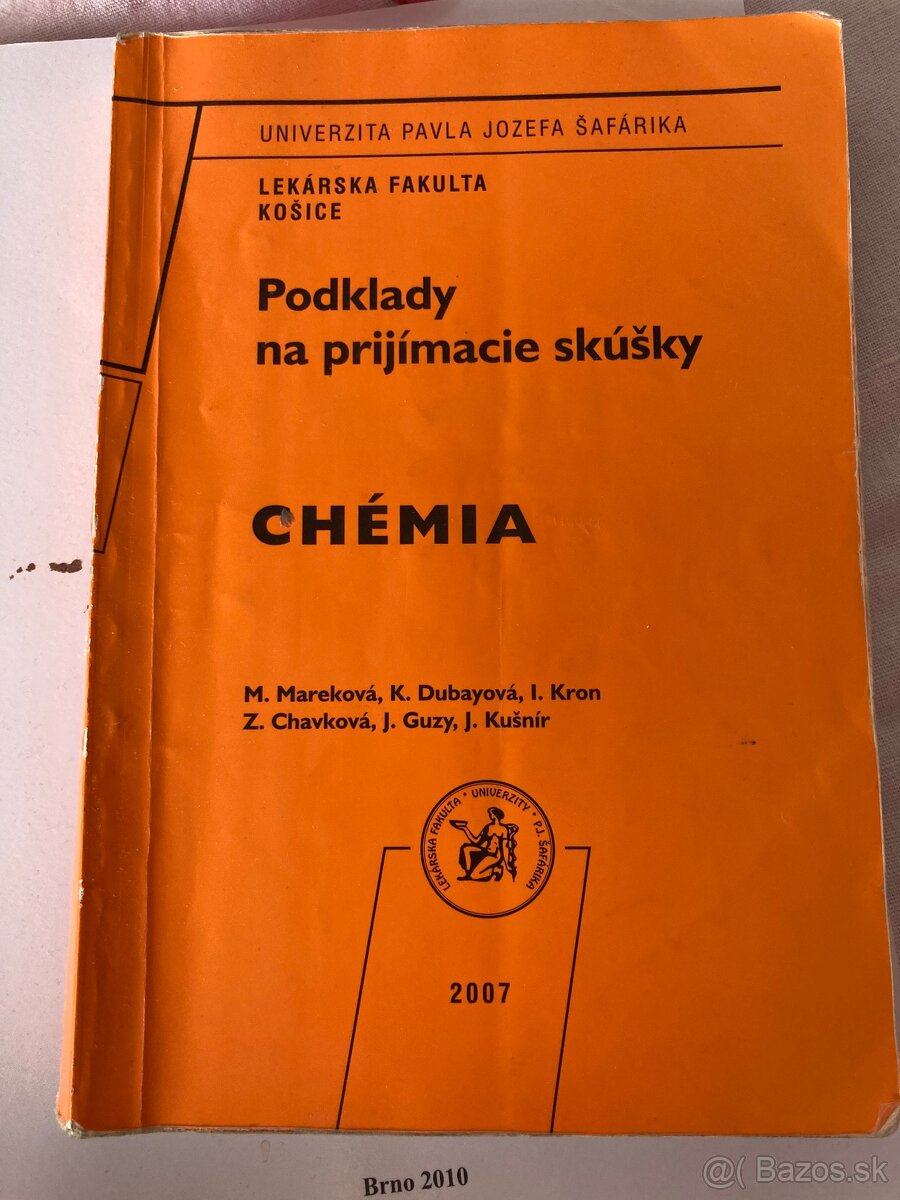 UNIVERZITA PAVLA JOZEFA ŠAFÁRIKA
LEKÁRSKA FAKULTA
KOŠICE
Podklady
na prijímacie skúšky
CHÉMIA
M. Mareková, K. Dubayová, I. Kron
Z. Chavková, J. Guzy, J. Kušnír
LEKÁRSKA FAKULTA * UNIVERZITY * P.J. ŠAFÁRIKA
2007
Brno 2010
@( Bazos.sk